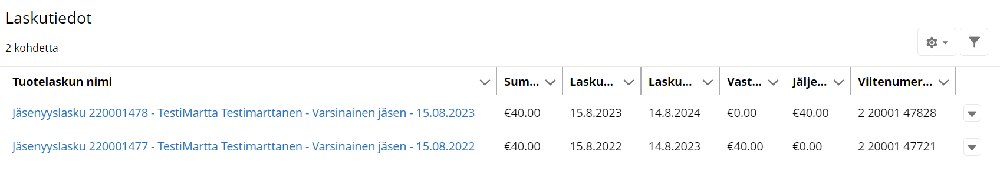 Laskutiedot
2 kohdetta
Tuotelaskun nimi Sum... Lasku... Lasku... Vast... Jälje... Viitenumer...
Jäsenyyslasku 220001478 - TestiMartta Testimarttanen - Varsinainen jäsen - 15.08.2023 €40.00 15.8.2023 14.8.2024 €0.00 €40.00 2 20001 47828
Jäsenyyslasku 220001477 - TestiMartta Testimarttanen - Varsinainen jäsen - 15.08.2022 €40.00 15.8.2022 14.8.2023 €40.00 €0.00 2 20001 47721